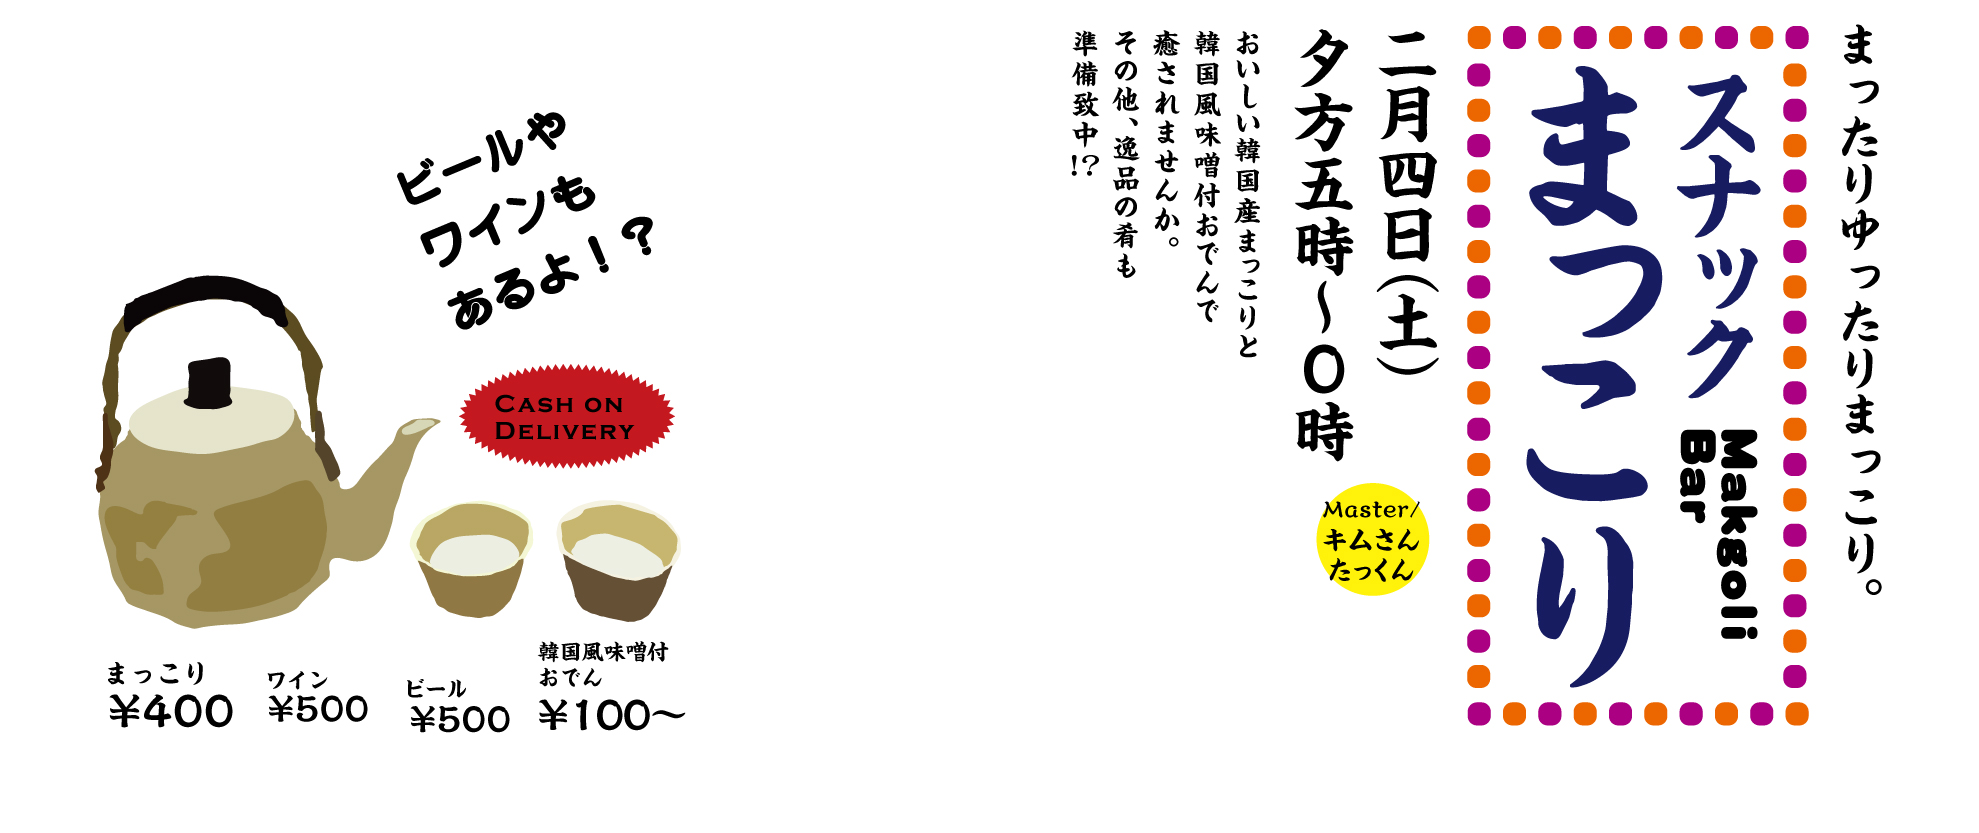 まったりゆったりまっこり。
スナック
Makgoli
Bar
まつこり
二月四日(土)
夕方五時～0時
Master/
キムさん
たっくん
おいしい韓国産まっこりと
韓国風味噌付おでんで
癒されませんか。
その他、逸品の肴も
準備致中!?
ビールや
ワインも
あるよ!?
CASH ON
DELIVERY
まっこり
¥400
ワイン
¥500
ビール
¥500
韓国風味噌付
おでん
¥100～